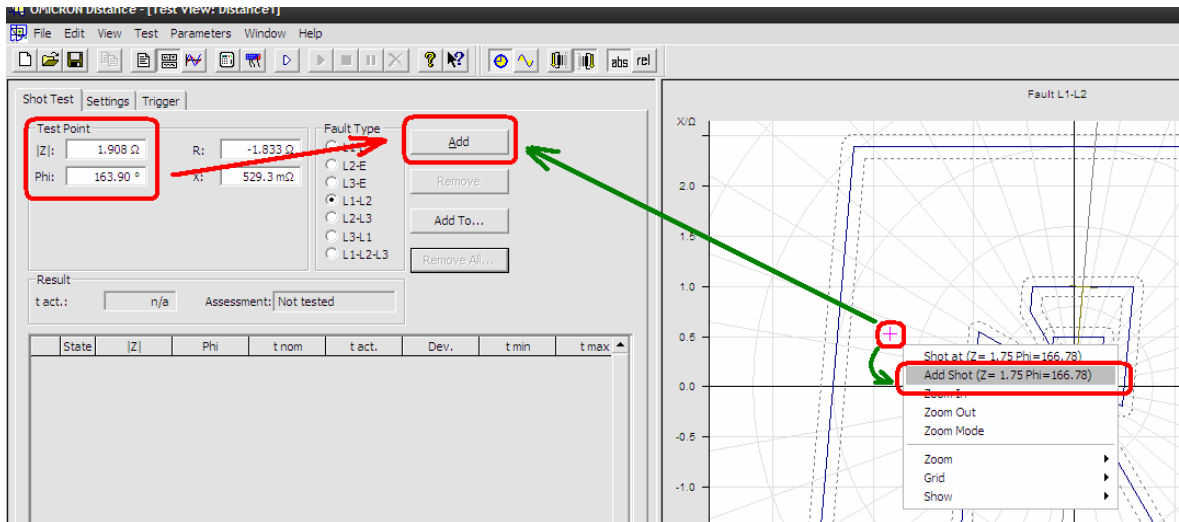 OMICRON Distance - [Test View: Distance1]
File Edit View Test Parameters Window Help
abs rel
Shot Test Settings Trigger
Fault L1-L2
Test Point
Fault Type
|Z|: 1.908 Ω R: -1.833 Ω
Add
L2-E
Phi: 163.90 ° X: 529.3 mΩ
L3-E
Remove
L1-L2
L2-L3
Add To...
L3-L1
L1-L2-L3
Remove All...
Result
t act.: n/a Assessment: Not tested
State |Z| Phi t nom t act. Dev. t min t max
X/Ω
2.0
1.5
1.0
0.5
0.0
-0.5
-1.0
Shot at (Z= 1.75 Phi=166.78)
Add Shot (Z= 1.75 Phi=166.78)
Zoom In
Zoom Out
Zoom Mode
Zoom
Grid
Show